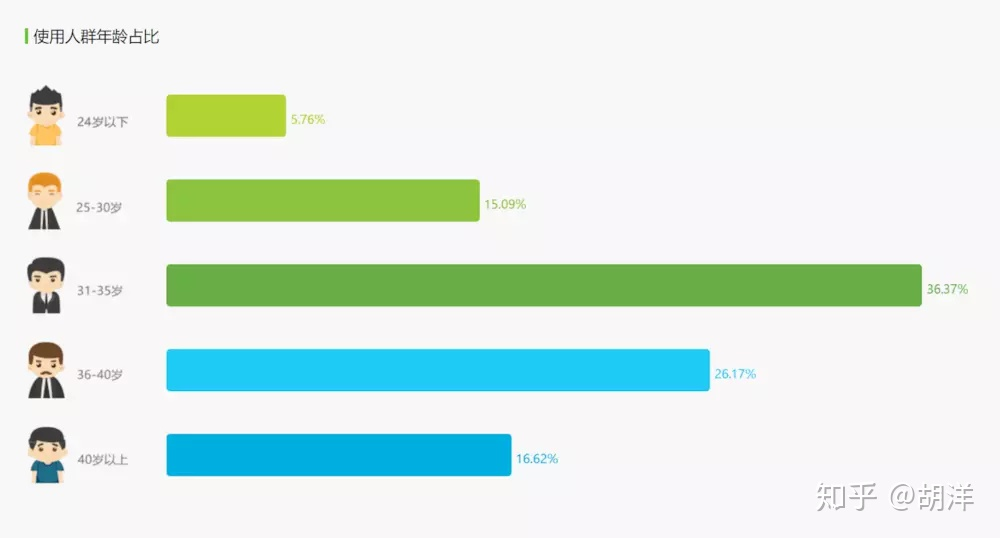 使用人群年龄占比
24岁以下
5.76%
25-30岁
15.09%
31-35岁
36.37%
36-40岁
26.17%
40岁以上
16.62%
知乎 @胡洋